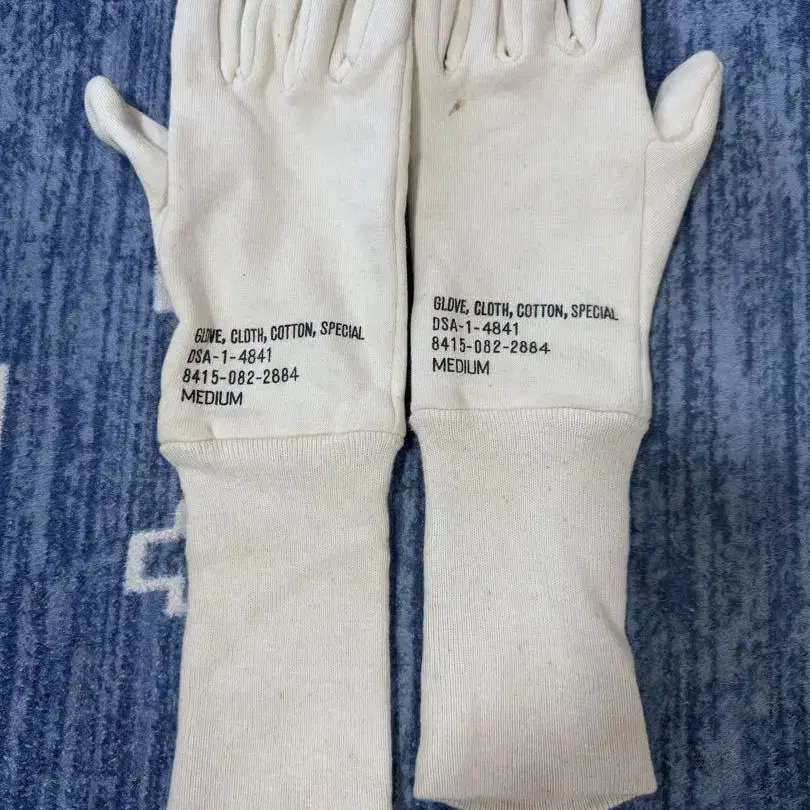 GLOVE, CLOTH, COTTON, SPECIAL
DSA-1-4841
8415-082-2884
MEDIUM
GLOVE, CLOTH, COTTON, SPECIAL
DSA-1-4841
8415-082-2884
MEDIUM